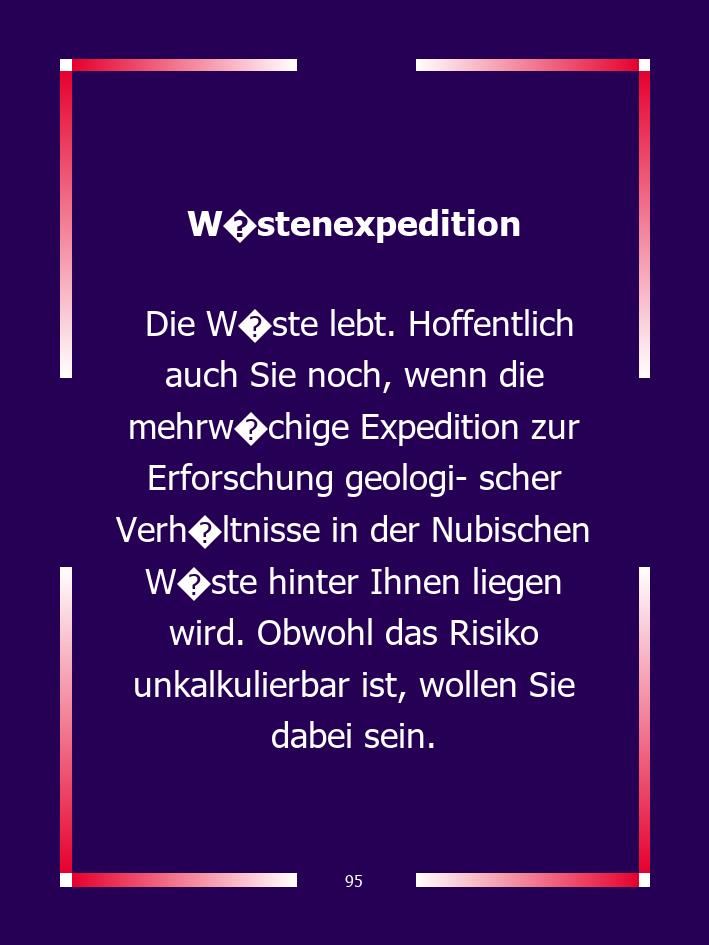 W�stenexpedition
Die W�ste lebt. Hoffentlich
auch Sie noch, wenn die
mehrw�chige Expedition zur
Erforschung geologi- scher
Verh�ltnisse in der Nubischen
W�ste hinter Ihnen liegen
wird. Obwohl das Risiko
unkalkulierbar ist, wollen Sie
dabei sein.
95